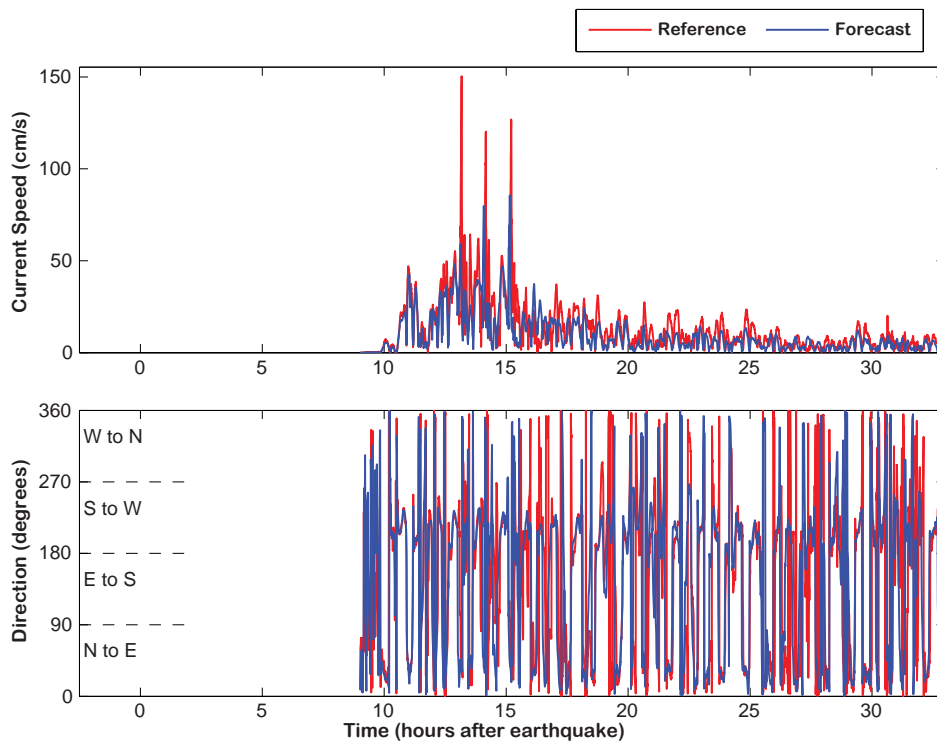 Reference Forecast
150
100
50
0
Current Speed (cm/s)
0 5 10 15 20 25 30
360
270
180
90
0
Direction (degrees)
W to N
S to W
E to S
N to E
0 5 10 15 20 25 30
Time (hours after earthquake)